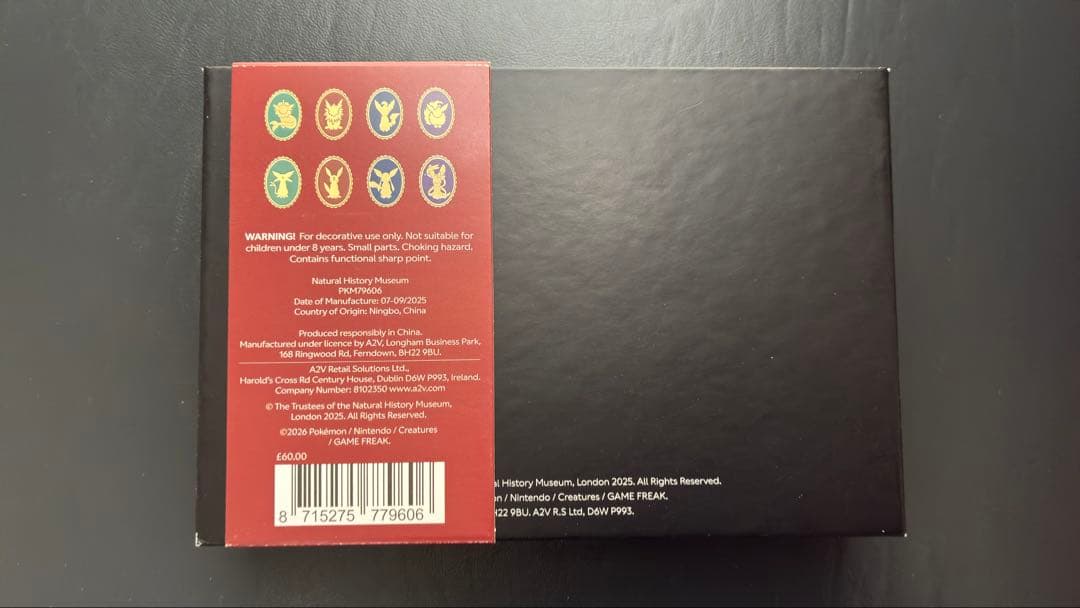 WARNING! For decorative use only. Not suitable for
children under 8 years. Small parts. Choking hazard.
Contains functional sharp point.
Natural History Museum
PKM79606
Date of Manufacture: 07-09/2025
Country of Origin: Ningbo, China
Produced responsibly in China.
Manufactured under licence by A2V, Longham Business Park,
168 Ringwood Rd, Ferndown, BH22 9BU.
A2V Retail Solutions Ltd.,
Harold's Cross Rd Century House, Dublin D6W P993, Ireland.
Company Number: 8102350 www.a2v.com
© The Trustees of the Natural History Museum,
London 2025. All Rights Reserved.
©2026 Pokémon / Nintendo / Creatures
/ GAME FREAK.
£60.00
8 715275 779606
al History Museum, London 2025. All Rights Reserved.
on / Nintendo / Creatures / GAME FREAK.
H22 9BU. A2V R.S Ltd, D6W P993.